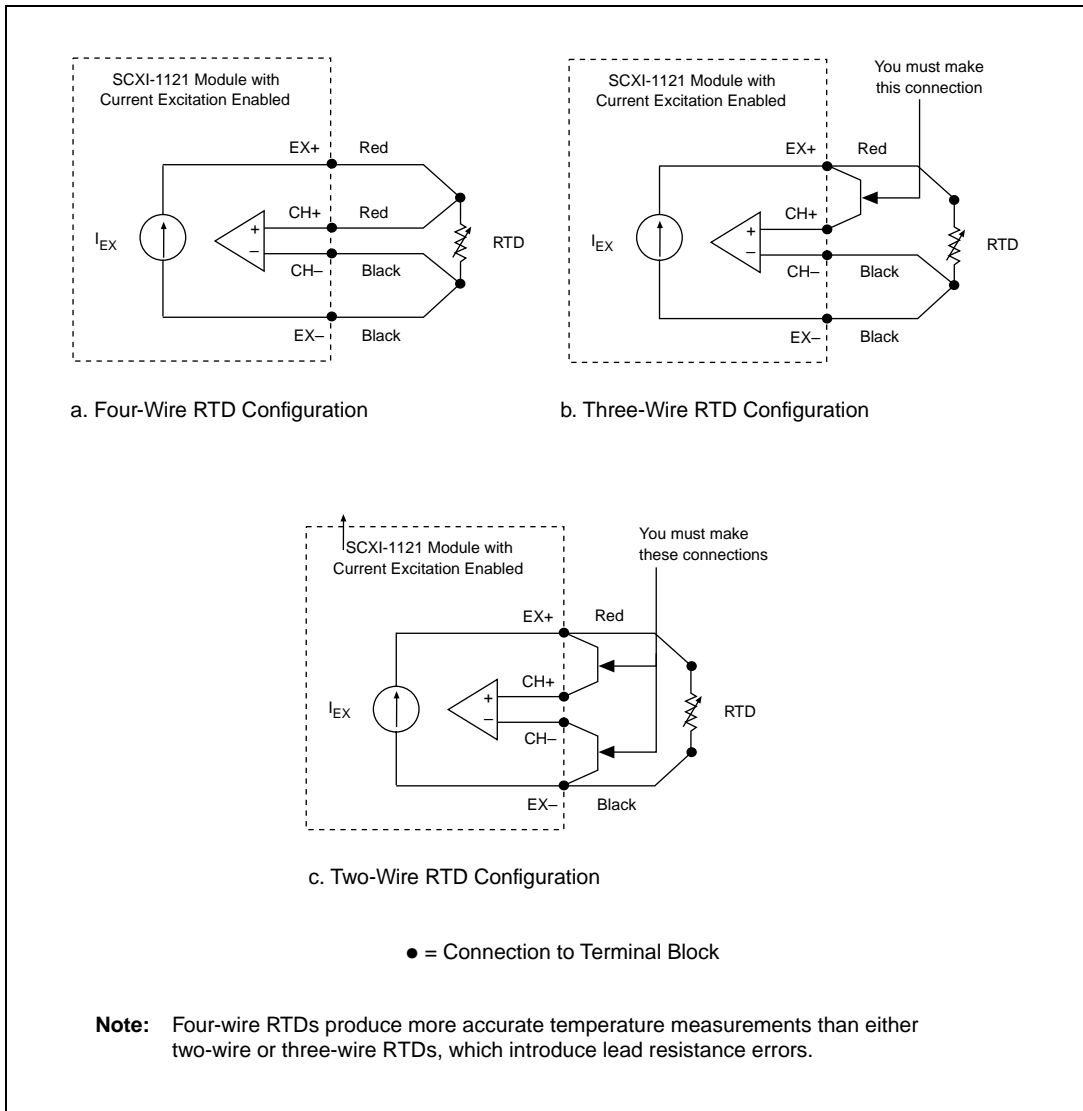 SCXI-1121 Module with
Current Excitation Enabled
EX+ Red
CH+ Red
+
–
IEX
RTD
CH– Black
EX– Black
a. Four-Wire RTD Configuration
SCXI-1121 Module with
Current Excitation Enabled
You must make
this connection
EX+ Red
CH+
+
–
IEX
RTD
CH– Black
EX– Black
b. Three-Wire RTD Configuration
SCXI-1121 Module with
Current Excitation Enabled
You must make
these connections
EX+ Red
CH+
+
–
IEX
RTD
CH–
EX– Black
c. Two-Wire RTD Configuration
● = Connection to Terminal Block
Note: Four-wire RTDs produce more accurate temperature measurements than either
two-wire or three-wire RTDs, which introduce lead resistance errors.